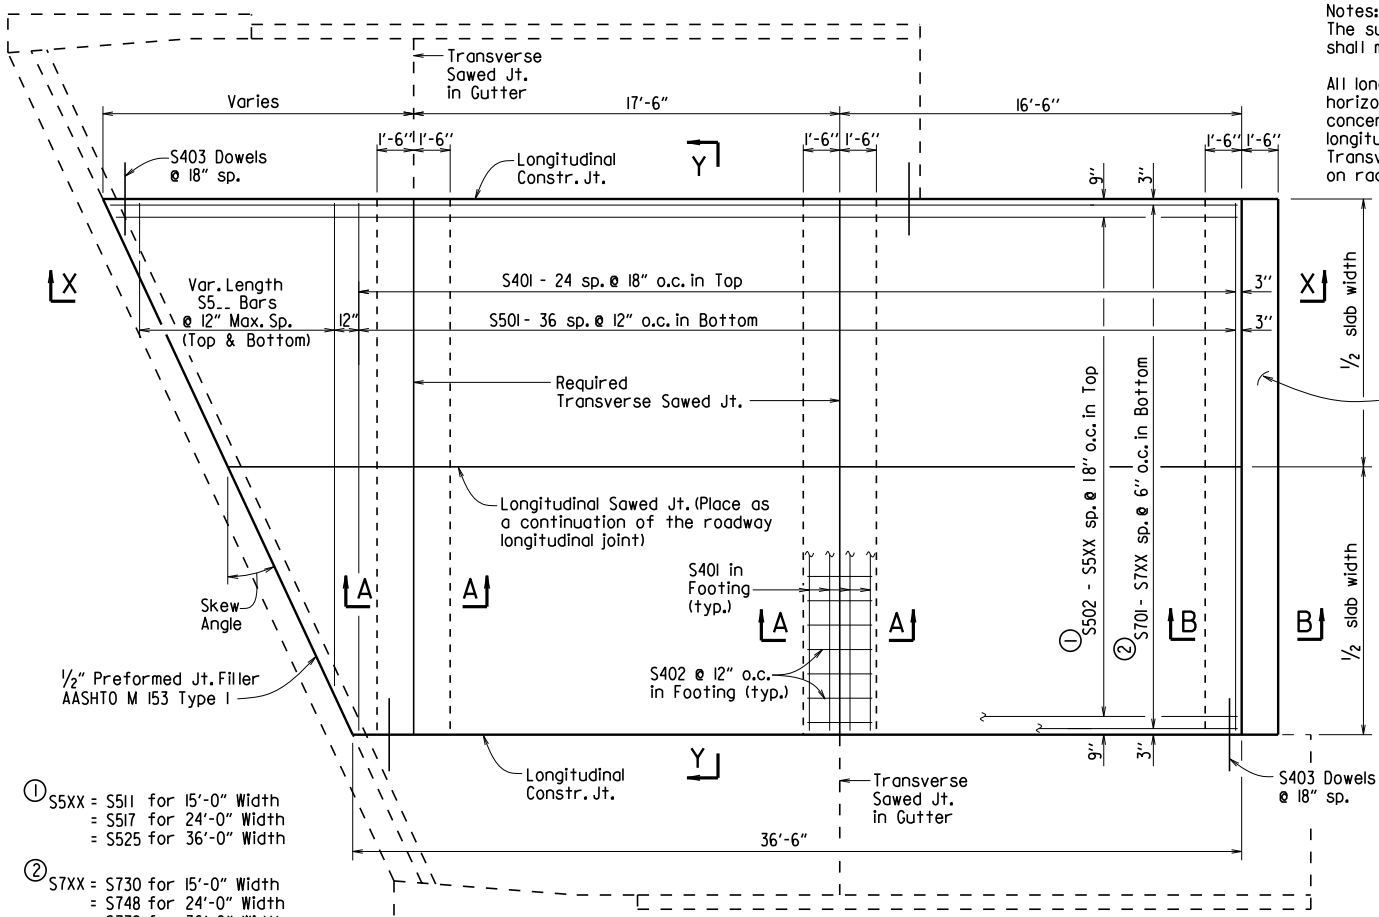 Notes:
The su
shall m
All lon
horizo
concer
longitu
Transv
on roa
Transverse
Sawed Jt.
in Gutter
Varies
17'-6"
16'-6"
1'-6"
1'-6"
1'-6"
1'-6"
1'-6"
1'-6"
S403 Dowels
@ 18" sp.
Longitudinal
Constr. Jt.
Y
9"
3"
X
Var. Length
S5__ Bars
@ 12" Max. Sp.
(Top & Bottom)
12"
S401 - 24 sp. @ 18" o.c. in Top
3"
X
S501 - 36 sp. @ 12" o.c. in Bottom
3"
1/2 slab width
Required
Transverse Sawed Jt.
① S502 - S5XX sp. @ 18" o.c. in Top
② S701 - S7XX sp. @ 6" o.c. in Bottom
Longitudinal Sawed Jt. (Place as
a continuation of the roadway
longitudinal joint)
S401 in
Footing
(typ.)
A
A
A
A
B
B
1/2 slab width
Skew
Angle
S402 @ 12" o.c.
in Footing (typ.)
1/2" Preformed Jt. Filler
AASHTO M 153 Type 1
Y
9"
3"
Longitudinal
Constr. Jt.
Transverse
Sawed Jt.
in Gutter
S403 Dowels
@ 18" sp.
36'-6"
① S5XX = S511 for 15'-0" Width
= S517 for 24'-0" Width
= S525 for 36'-0" Width
② S7XX = S730 for 15'-0" Width
= S748 for 24'-0" Width